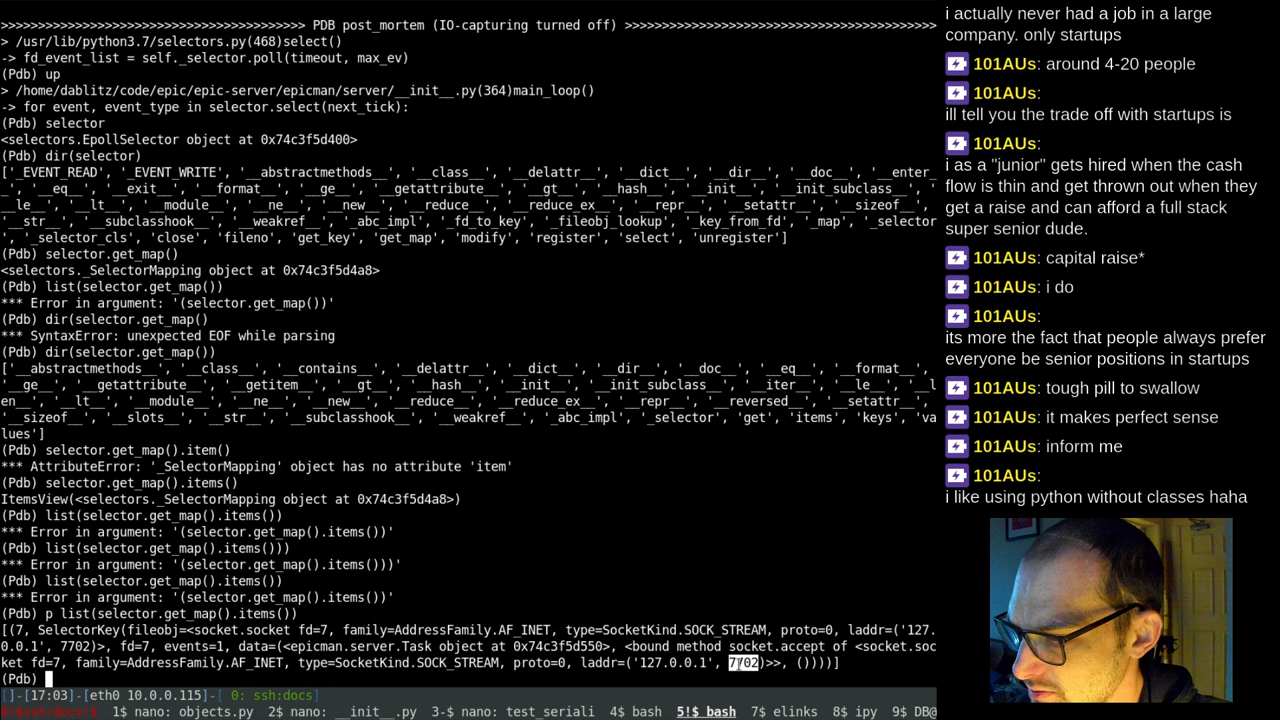 >>>>>>>>>>>>>>>>>>>>>>>>>>>>>>>>>>>>>>> PDB post_mortem (IO-capturing turned off) >>>>>>>>>>>>>>>>>>>>>>>>>>>>>>>>>>>>>>>
> /usr/lib/python3.7/selectors.py(468)select()
-> fd_event_list = self._selector.poll(timeout, max_ev)
(Pdb) up
> /home/dablitz/code/epic/epic-server/epicman/server/__init__.py(364)main_loop()
-> for event, event_type in selector.select(next_tick):
(Pdb) selector
<selectors.EpollSelector object at 0x74c3f5d400>
(Pdb) dir(selector)
['_EVENT_READ', '_EVENT_WRITE', '__abstractmethods__', '__class__', '__delattr__', '__dict__', '__dir__', '__doc__', '__enter_
_', '__eq__', '__exit__', '__format__', '__ge__', '__getattribute__', '__gt__', '__hash__', '__init__', '__init_subclass__', '
__le__', '__lt__', '__module__', '__ne__', '__new__', '__reduce__', '__reduce_ex__', '__repr__', '__setattr__', '__sizeof__',
'__str__', '__subclasshook__', '__weakref__', '_abc_impl', '_fd_to_key', '_fileobj_lookup', '_key_from_fd', '_map', '_selector
', '_selector_cls', 'close', 'fileno', 'get_key', 'get_map', 'modify', 'register', 'select', 'unregister']
(Pdb) selector.get_map()
<selectors._SelectorMapping object at 0x74c3f5d4a8>
(Pdb) list(selector.get_map())
*** Error in argument: '(selector.get_map())'
(Pdb) dir(selector.get_map()
*** SyntaxError: unexpected EOF while parsing
(Pdb) dir(selector.get_map())
['__abstractmethods__', '__class__', '__contains__', '__delattr__', '__dict__', '__dir__', '__doc__', '__eq__', '__format__',
'__ge__', '__getattribute__', '__getitem__', '__gt__', '__hash__', '__init__', '__init_subclass__', '__iter__', '__le__', '__l
en__', '__lt__', '__module__', '__ne__', '__new__', '__reduce__', '__reduce_ex__', '__repr__', '__reversed__', '__setattr__',
'__sizeof__', '__slots__', '__str__', '__subclasshook__', '__weakref__', '_abc_impl', '_selector', 'get', 'items', 'keys', 'va
lues']
(Pdb) selector.get_map().item()
*** AttributeError: '_SelectorMapping' object has no attribute 'item'
(Pdb) selector.get_map().items()
ItemsView(<selectors._SelectorMapping object at 0x74c3f5d4a8>)
(Pdb) list(selector.get_map().items())
*** Error in argument: '(selector.get_map().items())'
(Pdb) list(selector.get_map().items()))
*** Error in argument: '(selector.get_map().items()))'
(Pdb) list(selector.get_map().items())
*** Error in argument: '(selector.get_map().items())'
(Pdb) p list(selector.get_map().items())
[(7, SelectorKey(fileobj=<socket.socket fd=7, family=AddressFamily.AF_INET, type=SocketKind.SOCK_STREAM, proto=0, laddr=('127.
0.0.1', 7702)>, fd=7, events=1, data=(<epicman.server.Task object at 0x74c3f5d550>, <bound method socket.accept of <socket.soc
ket fd=7, family=AddressFamily.AF_INET, type=SocketKind.SOCK_STREAM, proto=0, laddr=('127.0.0.1', 7702)>>, ())))]
(Pdb)
[]-[17:03]-[eth0 10.0.0.115]-[ 0: ssh:docs]
1$ nano: objects.py 2$ nano: __init__.py 3-$ nano: test_seriali 4$ bash 5!$ bash 7$ elinks 8$ ipy 9$ DB@
i actually never had a job in a large
company. only startups
101AUs: around 4-20 people
101AUs:
ill tell you the trade off with startups is
101AUs:
i as a "junior" gets hired when the cash
flow is thin and get thrown out when they
get a raise and can afford a full stack
super senior dude.
101AUs: capital raise*
101AUs: i do
101AUs:
its more the fact that people always prefer
everyone be senior positions in startups
101AUs: tough pill to swallow
101AUs: it makes perfect sense
101AUs: inform me
101AUs:
i like using python without classes haha